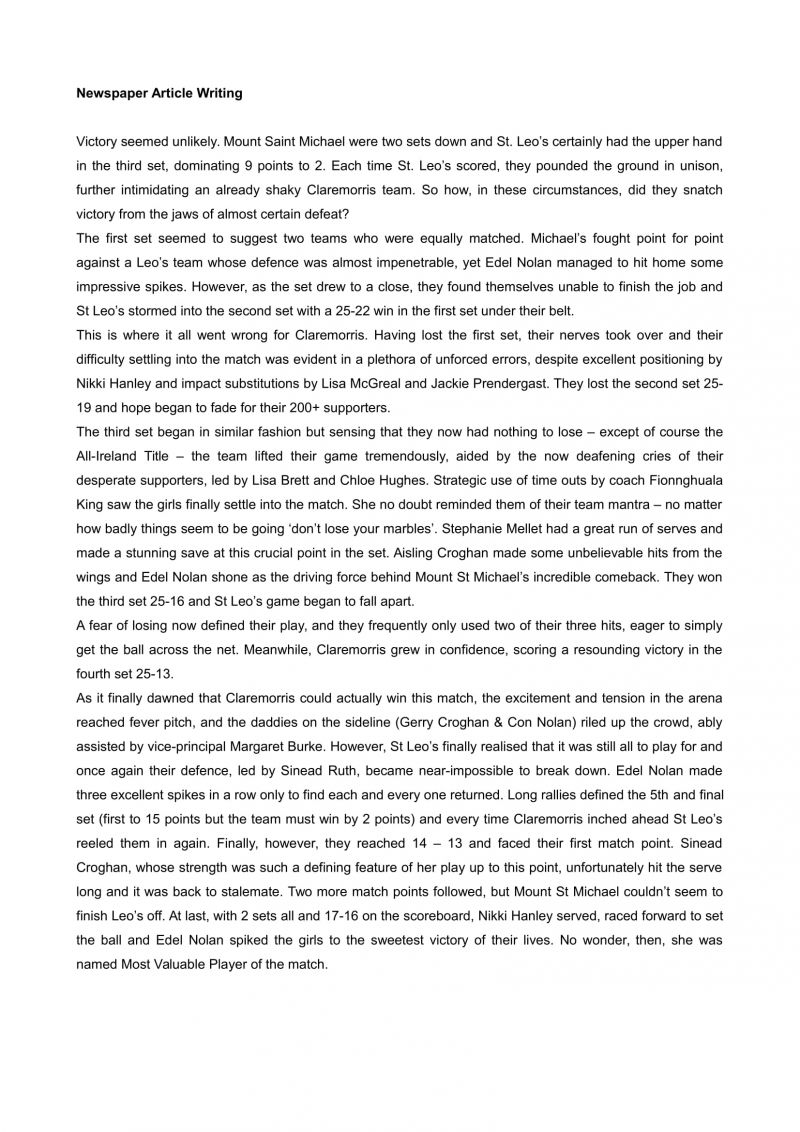 Newspaper Article Writing
Victory seemed unlikely. Mount Saint Michael were two sets down and St. Leo’s certainly had the upper hand
in the third set, dominating 9 points to 2. Each time St. Leo’s scored, they pounded the ground in unison,
further intimidating an already shaky Claremorris team. So how, in these circumstances, did they snatch
victory from the jaws of almost certain defeat?
The first set seemed to suggest two teams who were equally matched. Michael’s fought point for point
against a Leo’s team whose defence was almost impenetrable, yet Edel Nolan managed to hit home some
impressive spikes. However, as the set drew to a close, they found themselves unable to finish the job and
St Leo’s stormed into the second set with a 25-22 win in the first set under their belt.
This is where it all went wrong for Claremorris. Having lost the first set, their nerves took over and their
difficulty settling into the match was evident in a plethora of unforced errors, despite excellent positioning by
Nikki Hanley and impact substitutions by Lisa McGreal and Jackie Prendergast. They lost the second set 25-
19 and hope began to fade for their 200+ supporters.
The third set began in similar fashion but sensing that they now had nothing to lose – except of course the
All-Ireland Title – the team lifted their game tremendously, aided by the now deafening cries of their
desperate supporters, led by Lisa Brett and Chloe Hughes. Strategic use of time outs by coach Fionnghuala
King saw the girls finally settle into the match. She no doubt reminded them of their team mantra – no matter
how badly things seem to be going ‘don’t lose your marbles’. Stephanie Mellet had a great run of serves and
made a stunning save at this crucial point in the set. Aisling Croghan made some unbelievable hits from the
wings and Edel Nolan shone as the driving force behind Mount St Michael’s incredible comeback. They won
the third set 25-16 and St Leo’s game began to fall apart.
A fear of losing now defined their play, and they frequently only used two of their three hits, eager to simply
get the ball across the net. Meanwhile, Claremorris grew in confidence, scoring a resounding victory in the
fourth set 25-13.
As it finally dawned that Claremorris could actually win this match, the excitement and tension in the arena
reached fever pitch, and the daddies on the sideline (Gerry Croghan & Con Nolan) riled up the crowd, ably
assisted by vice-principal Margaret Burke. However, St Leo’s finally realised that it was still all to play for and
once again their defence, led by Sinead Ruth, became near-impossible to break down. Edel Nolan made
three excellent spikes in a row only to find each and every one returned. Long rallies defined the 5th and final
set (first to 15 points but the team must win by 2 points) and every time Claremorris inched ahead St Leo’s
reeled them in again. Finally, however, they reached 14 – 13 and faced their first match point. Sinead
Croghan, whose strength was such a defining feature of her play up to this point, unfortunately hit the serve
long and it was back to stalemate. Two more match points followed, but Mount St Michael couldn’t seem to
finish Leo’s off. At last, with 2 sets all and 17-16 on the scoreboard, Nikki Hanley served, raced forward to set
the ball and Edel Nolan spiked the girls to the sweetest victory of their lives. No wonder, then, she was
named Most Valuable Player of the match.